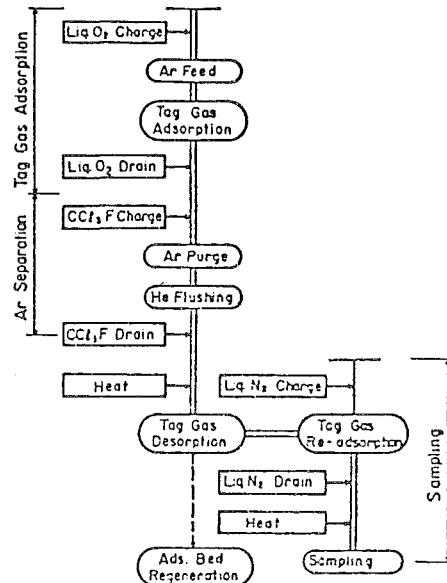 Liq. O₂ Charge
Ar Feed
Tag Gas
Adsorption
Liq. O₂ Drain
Tag Gas Adsorption
CCℓ₃F Charge
Ar Purge
He Flushing
CCℓ₃F Drain
Ar Separation
Heat
Liq. N₂ Charge
Tag Gas
Desorption
Tag Gas
Re-adsorption
Liq. N₂ Drain
Heat
Sampling
Ads. Bed
Regeneration
Sampling